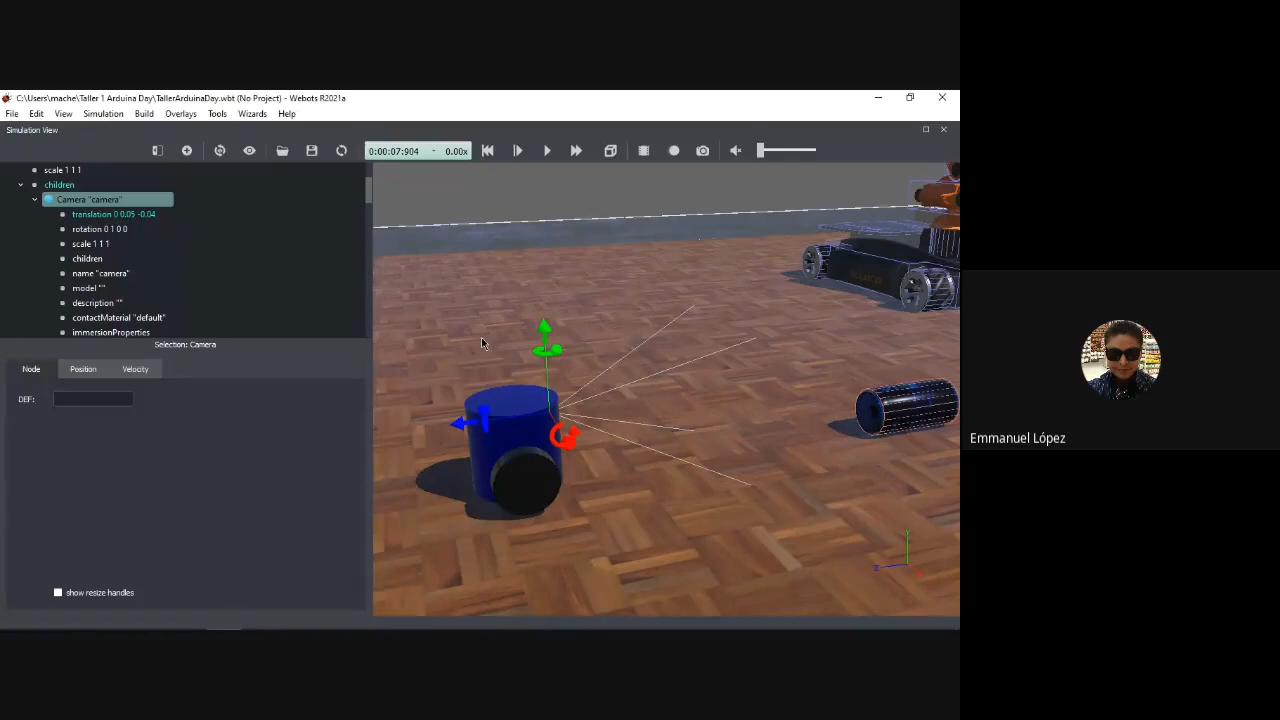 C:\Users\mache\Taller 1 Arduina Day\TallerArduinaDay.wbt (No Project) - Webots R2021a
File Edit View Simulation Build Overlays Tools Wizards Help
Simulation View
0:00:07:904 - 0.00x
scale 1 1 1
children
Camera "camera"
translation 0 0.05 -0.04
rotation 0 1 0 0
scale 1 1 1
children
name "camera"
model ""
description ""
contactMaterial "default"
immersionProperties
Selection: Camera
Node Position Velocity
DEF:
show resize handles
Emmanuel López